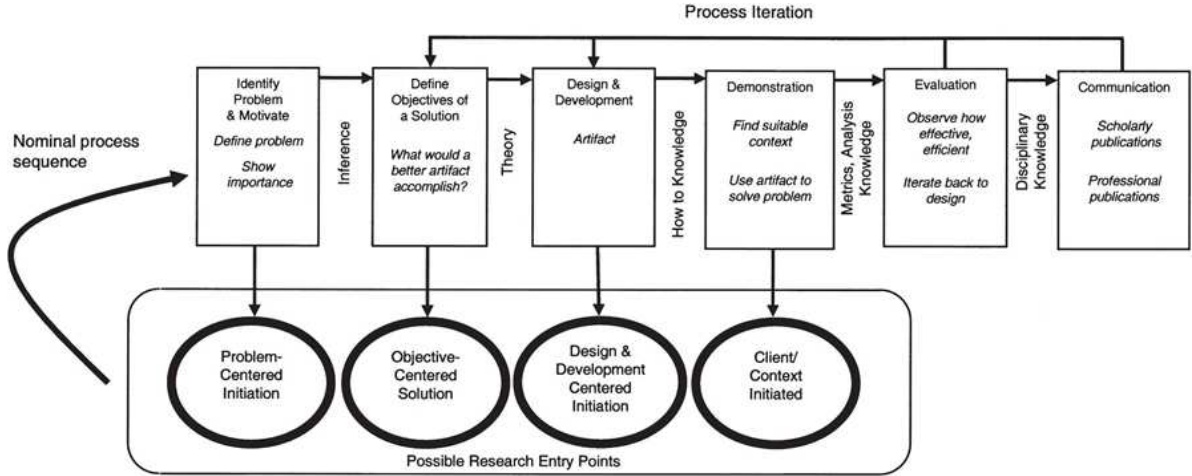 Process Iteration
Nominal process
sequence
Identify
Problem
& Motivate
Define problem
Show
importance
Inference
Define
Objectives of
a Solution
What would a
better artifact
accomplish?
Theory
Design &
Development
Artifact
How to Knowledge
Demonstration
Find suitable
context
Use artifact to
solve problem
Metrics, Analysis
Knowledge
Evaluation
Observe how
effective,
efficient
Iterate back to
design
Disciplinary
Knowledge
Communication
Scholarly
publications
Professional
publications
Problem-
Centered
Initiation
Objective-
Centered
Solution
Design &
Development
Centered
Initiation
Client/
Context
Initiated
Possible Research Entry Points